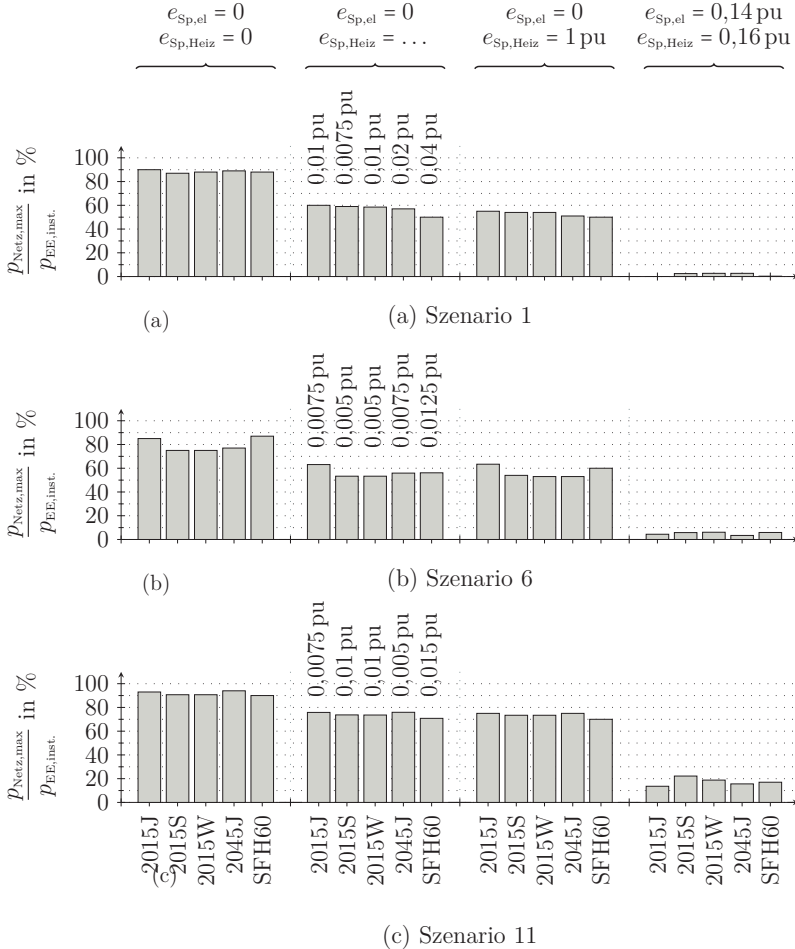 e_Sp,el = 0 e_Sp,el = 0 e_Sp,el = 0 e_Sp,el = 0,14 pu
e_Sp,Heiz = 0 e_Sp,Heiz = … e_Sp,Heiz = 1 pu e_Sp,Heiz = 0,16 pu
0,01 pu 0,0075 pu 0,01 pu 0,02 pu 0,04 pu
p_Netz,max / p_EE,inst. in %
100
80
60
40
20
0
(a)
(a) Szenario 1
0,0075 pu 0,005 pu 0,005 pu 0,0075 pu 0,0125 pu
p_Netz,max / p_EE,inst. in %
100
80
60
40
20
0
(b)
(b) Szenario 6
0,0075 pu 0,01 pu 0,01 pu 0,005 pu 0,015 pu
p_Netz,max / p_EE,inst. in %
100
80
60
40
20
0
2015J 2015S 2015W 2045J SFH60 2015J 2015S 2015W 2045J SFH60 2015J 2015S 2015W 2045J SFH60 2015J 2015S 2015W 2045J SFH60
(c)
(c) Szenario 11